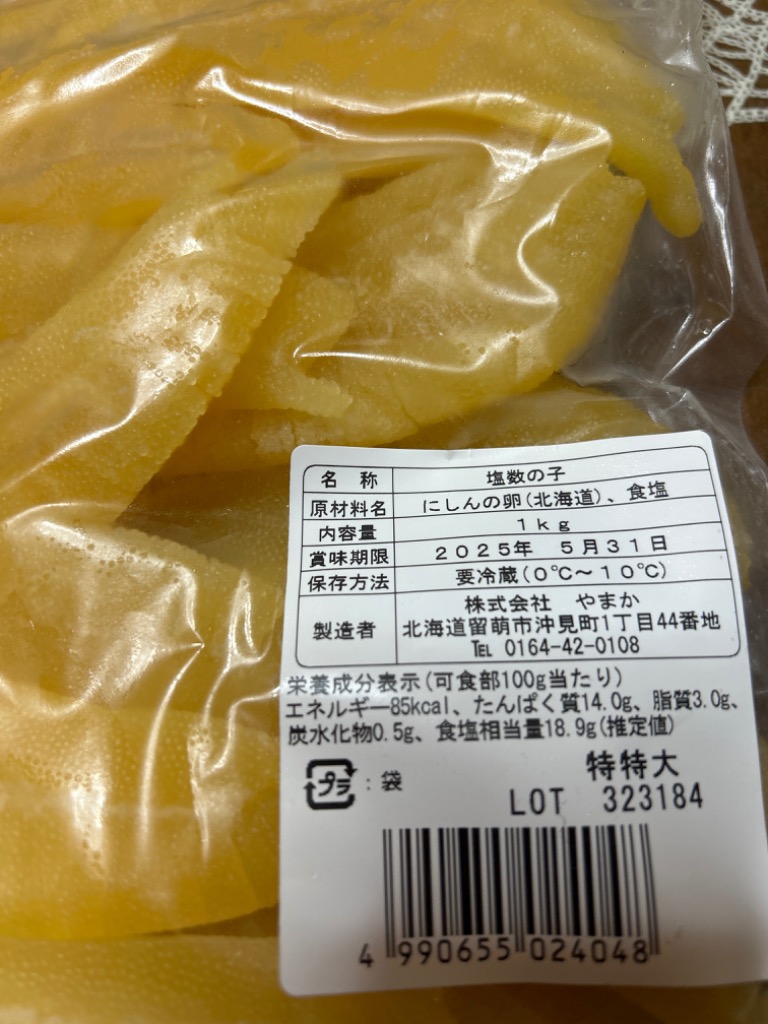 名 称 塩数の子
原材料名 にしんの卵(北海道)、食塩
内容量 1kg
賞味期限 2025年 5月31日
保存方法 要冷蔵(0℃～10℃)
製造者 株式会社 やまか
北海道留萌市沖見町1丁目44番地
℡ 0164-42-0108
栄養成分表示(可食部100g当たり)
エネルギー85kcal、たんぱく質14.0g、脂質3.0g、
炭水化物0.5g、食塩相当量18.9g(推定値)
プラ : 袋
特特大
LOT 323184
4 990655 024048